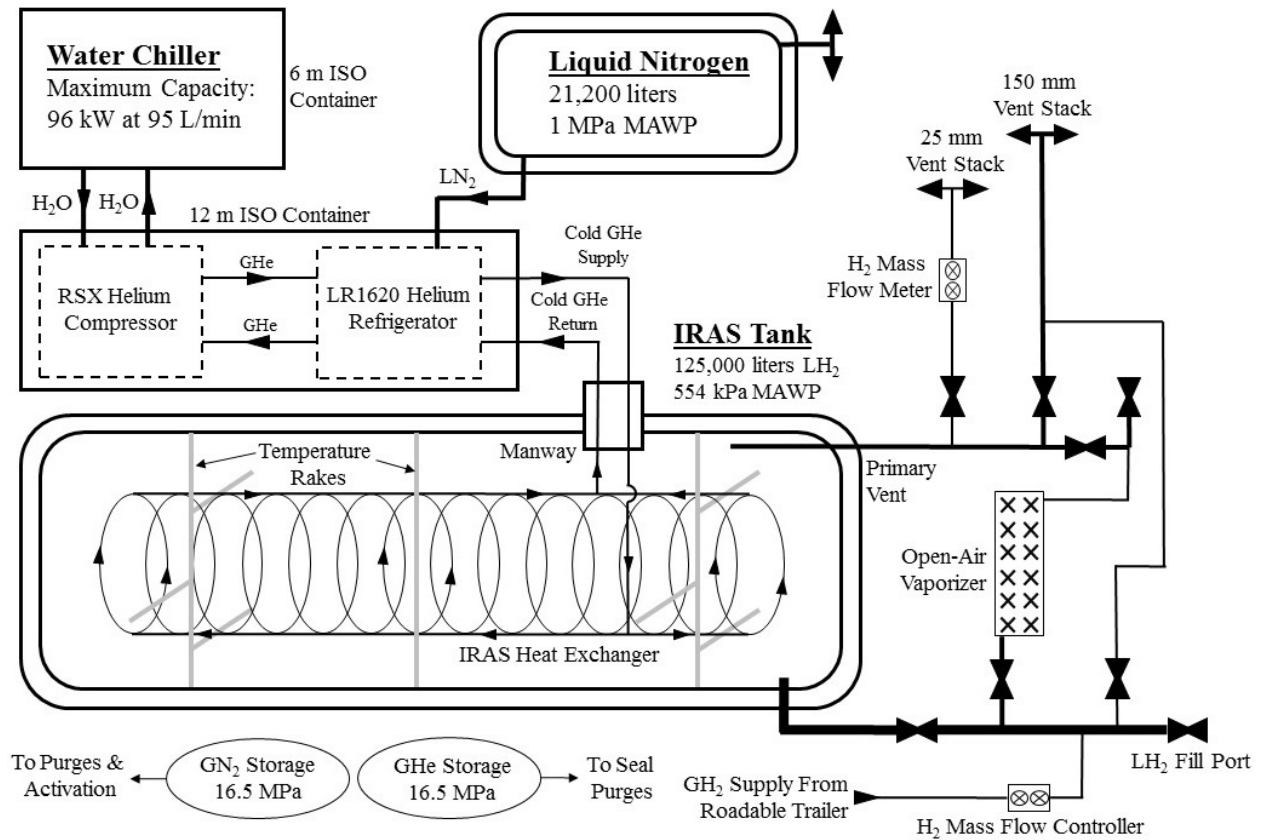 Water Chiller
Maximum Capacity:
96 kW at 95 L/min
6 m ISO
Container
Liquid Nitrogen
21,200 liters
1 MPa MAWP
150 mm
Vent Stack
25 mm
Vent Stack
H₂O
H₂O
LN₂
12 m ISO Container
RSX Helium
Compressor
GHe
GHe
LR1620 Helium
Refrigerator
Cold GHe
Supply
Cold GHe
Return
H₂ Mass
Flow Meter
IRAS Tank
125,000 liters LH₂
554 kPa MAWP
Temperature
Rakes
Manway
Primary
Vent
Open-Air
Vaporizer
IRAS Heat Exchanger
To Purges &
Activation
GN₂ Storage
16.5 MPa
GHe Storage
16.5 MPa
To Seal
Purges
GH₂ Supply From
Roadable Trailer
LH₂ Fill Port
H₂ Mass Flow Controller